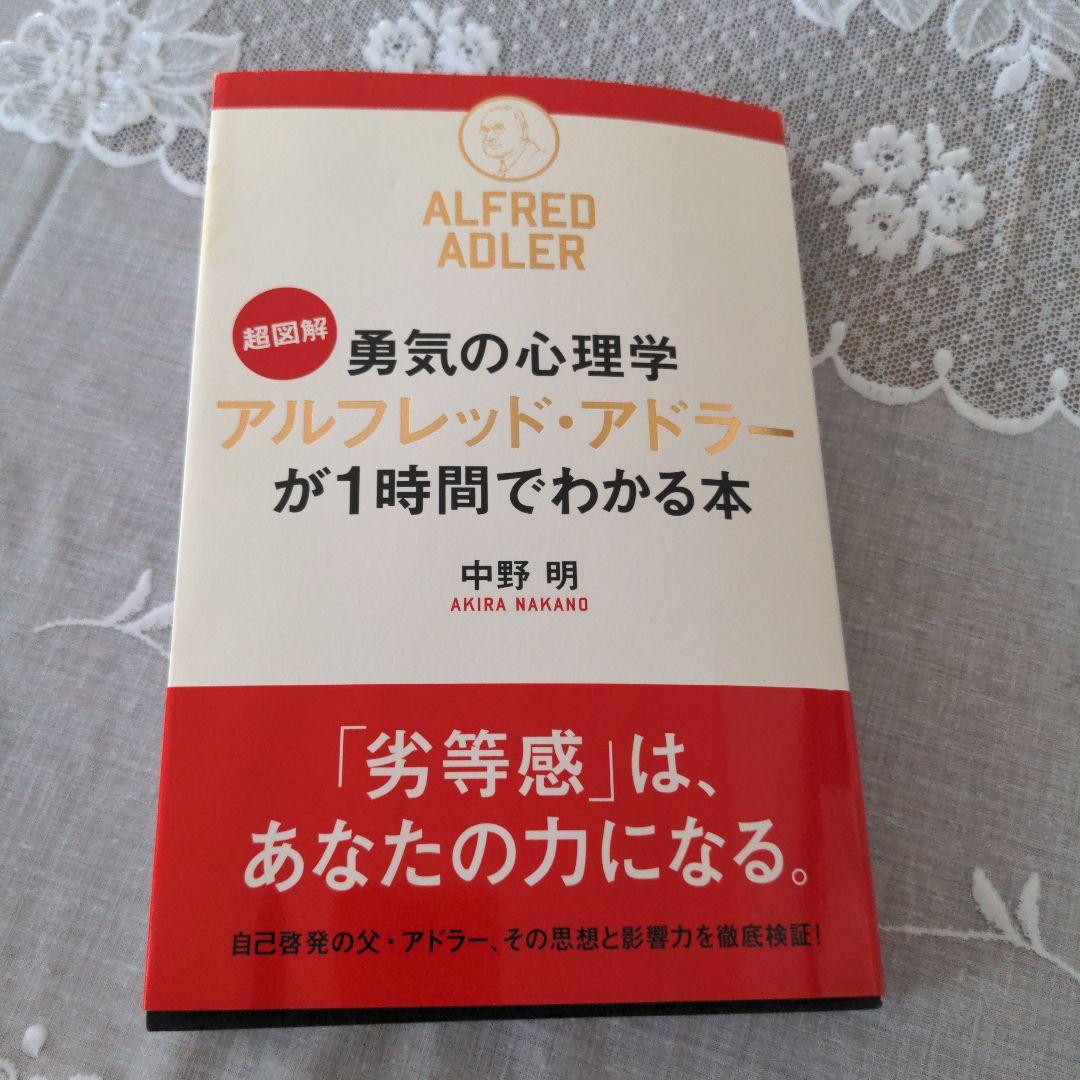 ALFRED
ADLER
超図解
勇気の心理学
アルフレッド・アドラー
が1時間でわかる本
中野 明
AKIRA NAKANO
「劣等感」は、
あなたの力になる。
自己啓発の父・アドラー、その思想と影響力を徹底検証!